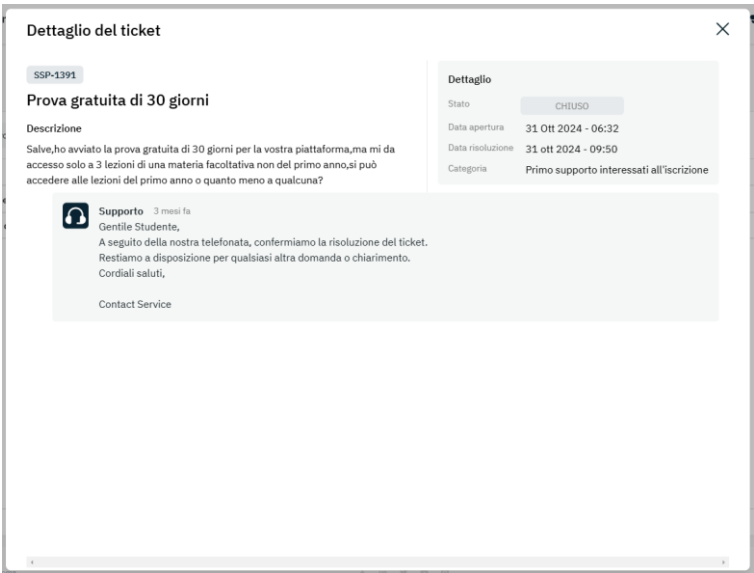 Dettaglio del ticket
SSP-1391
Prova gratuita di 30 giorni
Descrizione
Salve,ho avviato la prova gratuita di 30 giorni per la vostra piattaforma,ma mi da
accesso solo a 3 lezioni di una materia facoltativa non del primo anno,si può
accedere alle lezioni del primo anno o quanto meno a qualcuna?
Dettaglio
Stato CHIUSO
Data apertura 31 Ott 2024 - 06:32
Data risoluzione 31 ott 2024 - 09:50
Categoria Primo supporto interessati all'iscrizione
Supporto 3 mesi fa
Gentile Studente,
A seguito della nostra telefonata, confermiamo la risoluzione del ticket.
Restiamo a disposizione per qualsiasi altra domanda o chiarimento.
Cordiali saluti,
Contact Service